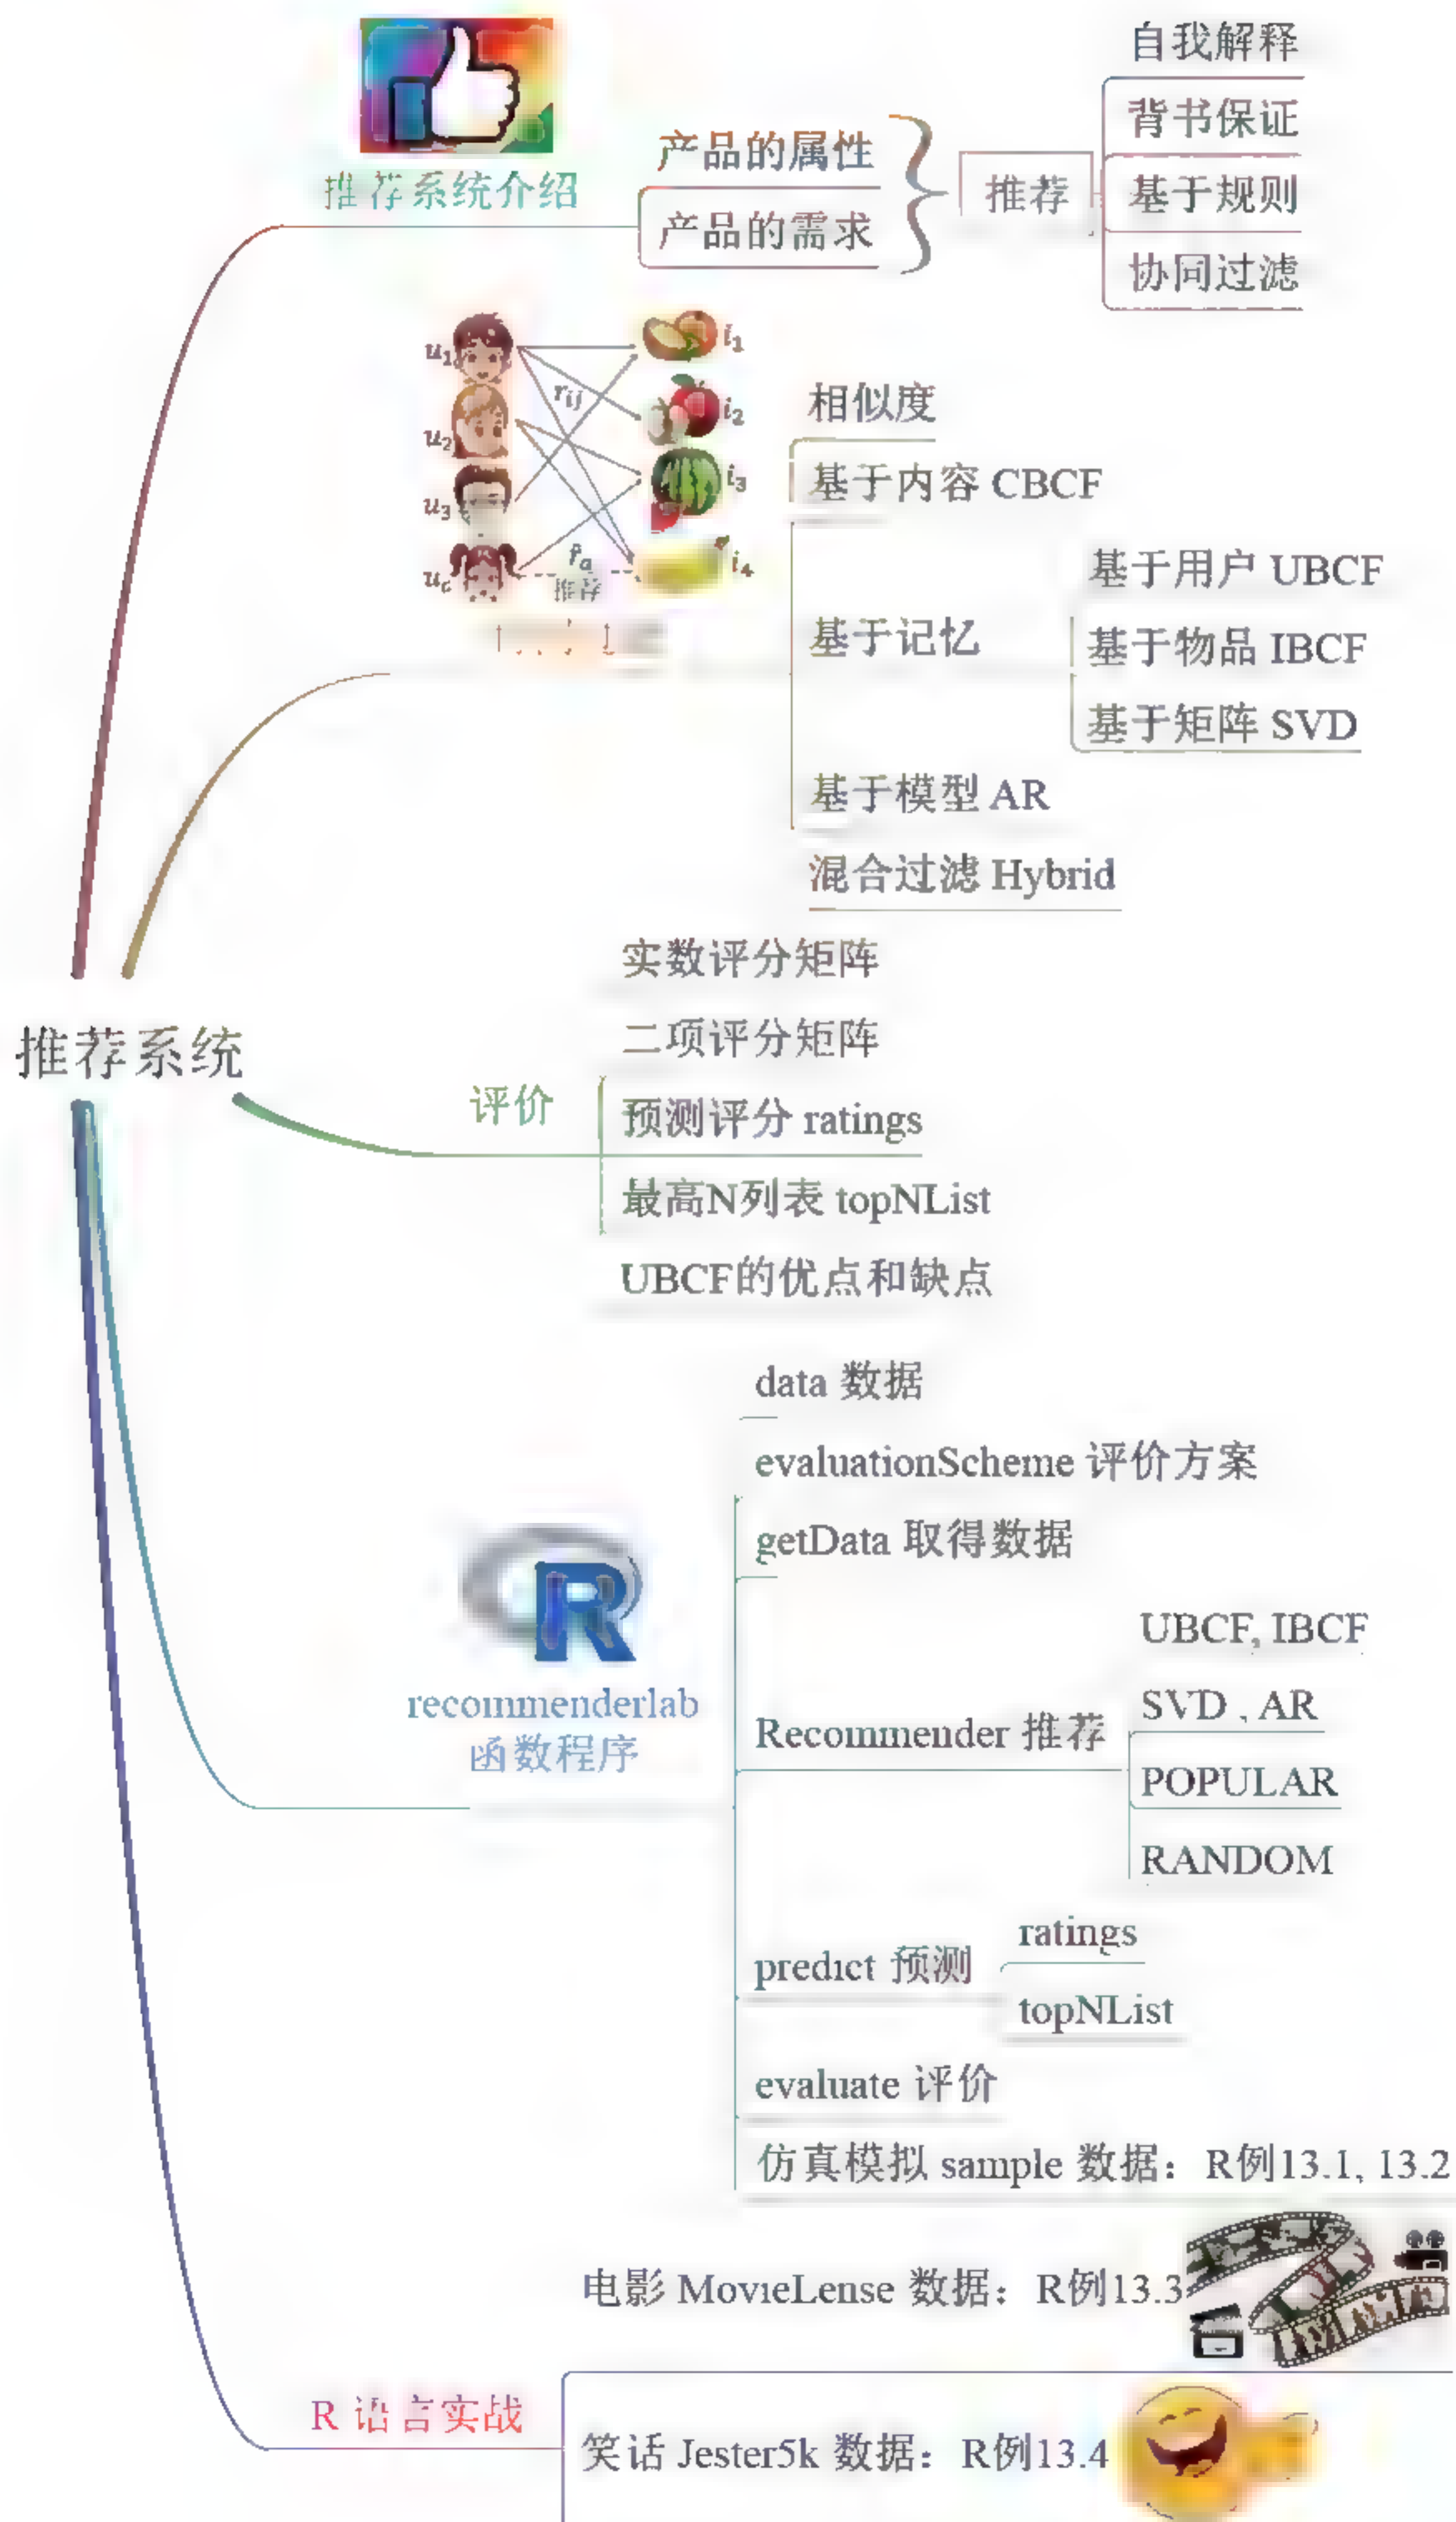 自我解释
背书保证
产品的属性
推荐系统介绍
推荐
基于规则
产品的需求
协同过滤
u1
i1
rij
i2
相似度
u2
i3
基于内容 CBCF
u3
i4
推荐
基于用户 UBCF
基于记忆
基于物品 IBCF
基于矩阵 SVD
基于模型 AR
混合过滤 Hybrid
实数评分矩阵
推荐系统
二项评分矩阵
评价
预测评分 ratings
最高N列表 topNList
UBCF的优点和缺点
data 数据
evaluationScheme 评价方案
getData 取得数据
R
recommenderlab
函数程序
UBCF, IBCF
SVD , AR
Recommender 推荐
POPULAR
RANDOM
ratings
predict 预测
topNList
evaluate 评价
仿真模拟 sample 数据：R例13.1, 13.2
电影 MovieLense 数据：R例13.3
R 语言实战
笑话 Jester5k 数据：R例13.4